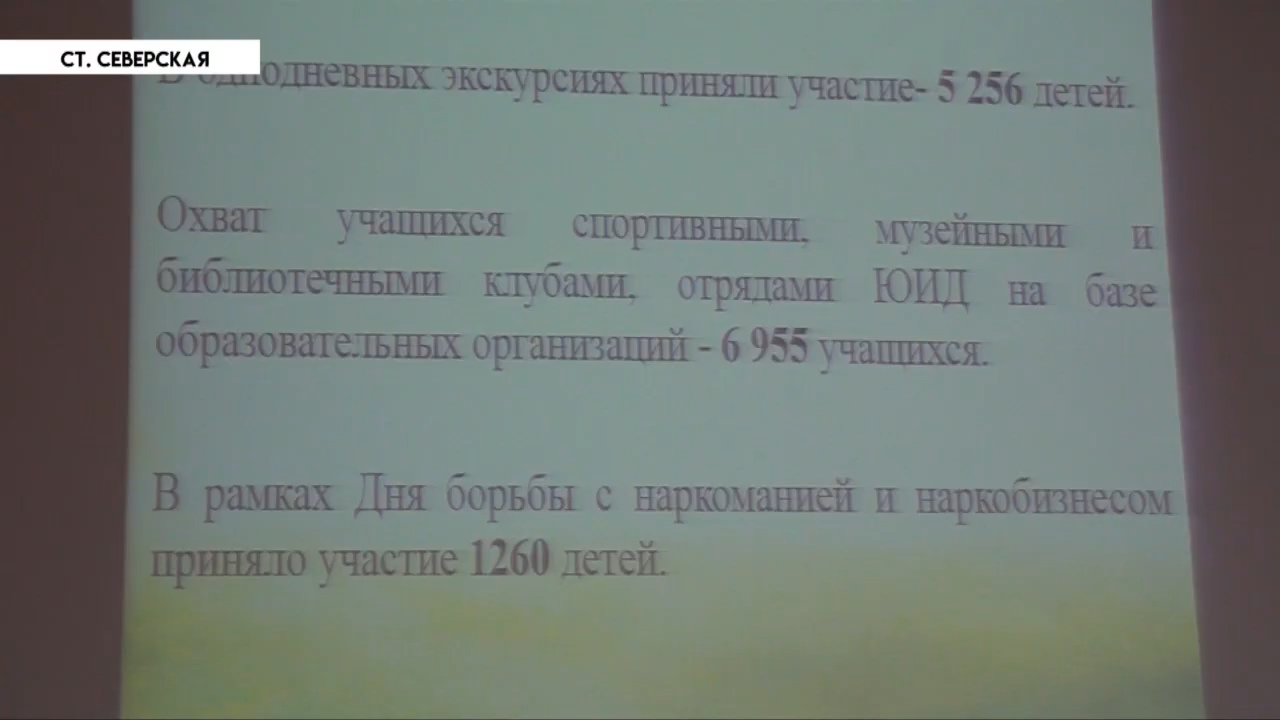 СТ. СЕВЕРСКАЯ
В однодневных экскурсиях приняли участие- 5 256 детей.
Охват учащихся спортивными, музейными и
библиотечными клубами, отрядами ЮИД на базе
образовательных организаций - 6 955 учащихся.
В рамках Дня борьбы с наркоманией и наркобизнесом
приняло участие 1260 детей.